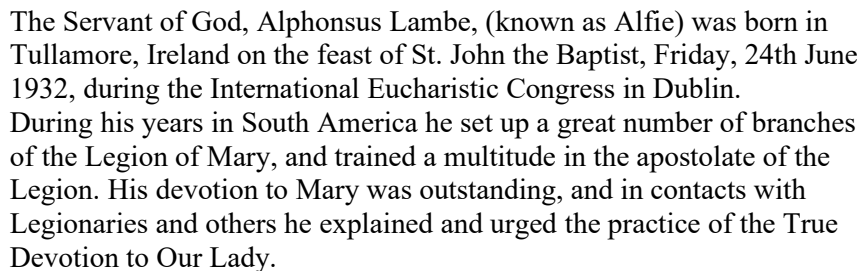 The Servant of God, Alphonsus Lambe, (known as Alfie) was born in
Tullamore, Ireland on the feast of St. John the Baptist, Friday, 24th June
1932, during the International Eucharistic Congress in Dublin.
During his years in South America he set up a great number of branches
of the Legion of Mary, and trained a multitude in the apostolate of the
Legion. His devotion to Mary was outstanding, and in contacts with
Legionaries and others he explained and urged the practice of the True
Devotion to Our Lady.